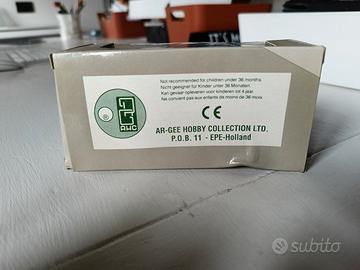 IT'S M
Not recommended for children under 36 months.
Nicht geeignet für Kinder unter 36 Monaten.
Kan gevaar opleveren voor kinderen tot 4 jaar.
Ne convient pas aux enfants de moins de 36 mois.
AHC
CE
AR-GEE HOBBY COLLECTION LTD.
P.O.B. 11 - EPE-Holland
subito